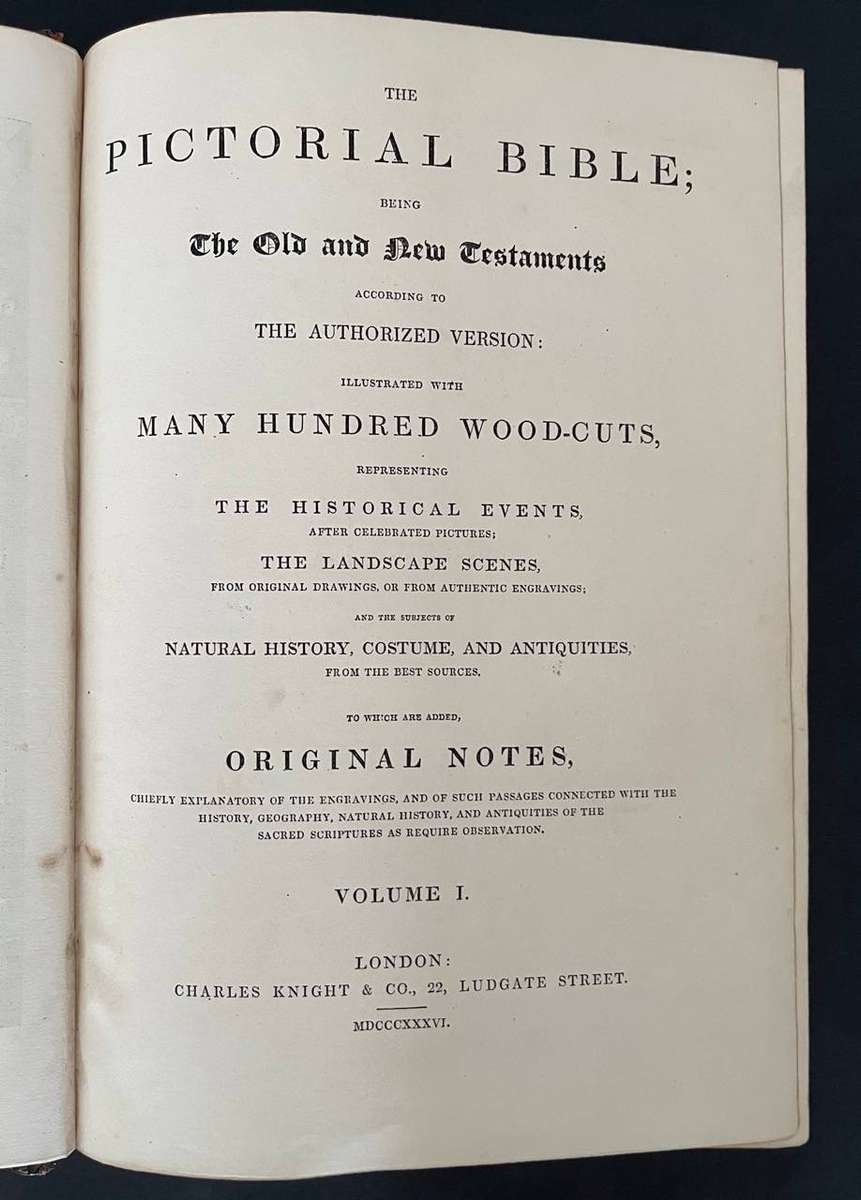 THE
PICTORIAL BIBLE;
BEING
The Old and New Testaments
ACCORDING TO
THE AUTHORIZED VERSION:
ILLUSTRATED WITH
MANY HUNDRED WOOD-CUTS,
REPRESENTING
THE HISTORICAL EVENTS,
AFTER CELEBRATED PICTURES;
THE LANDSCAPE SCENES,
FROM ORIGINAL DRAWINGS, OR FROM AUTHENTIC ENGRAVINGS;
AND THE SUBJECTS OF
NATURAL HISTORY, COSTUME, AND ANTIQUITIES,
FROM THE BEST SOURCES.
TO WHICH ARE ADDED,
ORIGINAL NOTES,
CHIEFLY EXPLANATORY OF THE ENGRAVINGS, AND OF SUCH PASSAGES CONNECTED WITH THE
HISTORY, GEOGRAPHY, NATURAL HISTORY, AND ANTIQUITIES OF THE
SACRED SCRIPTURES AS REQUIRE OBSERVATION.
VOLUME I.
LONDON:
CHARLES KNIGHT & CO., 22, LUDGATE STREET.
MDCCCXXXVI.